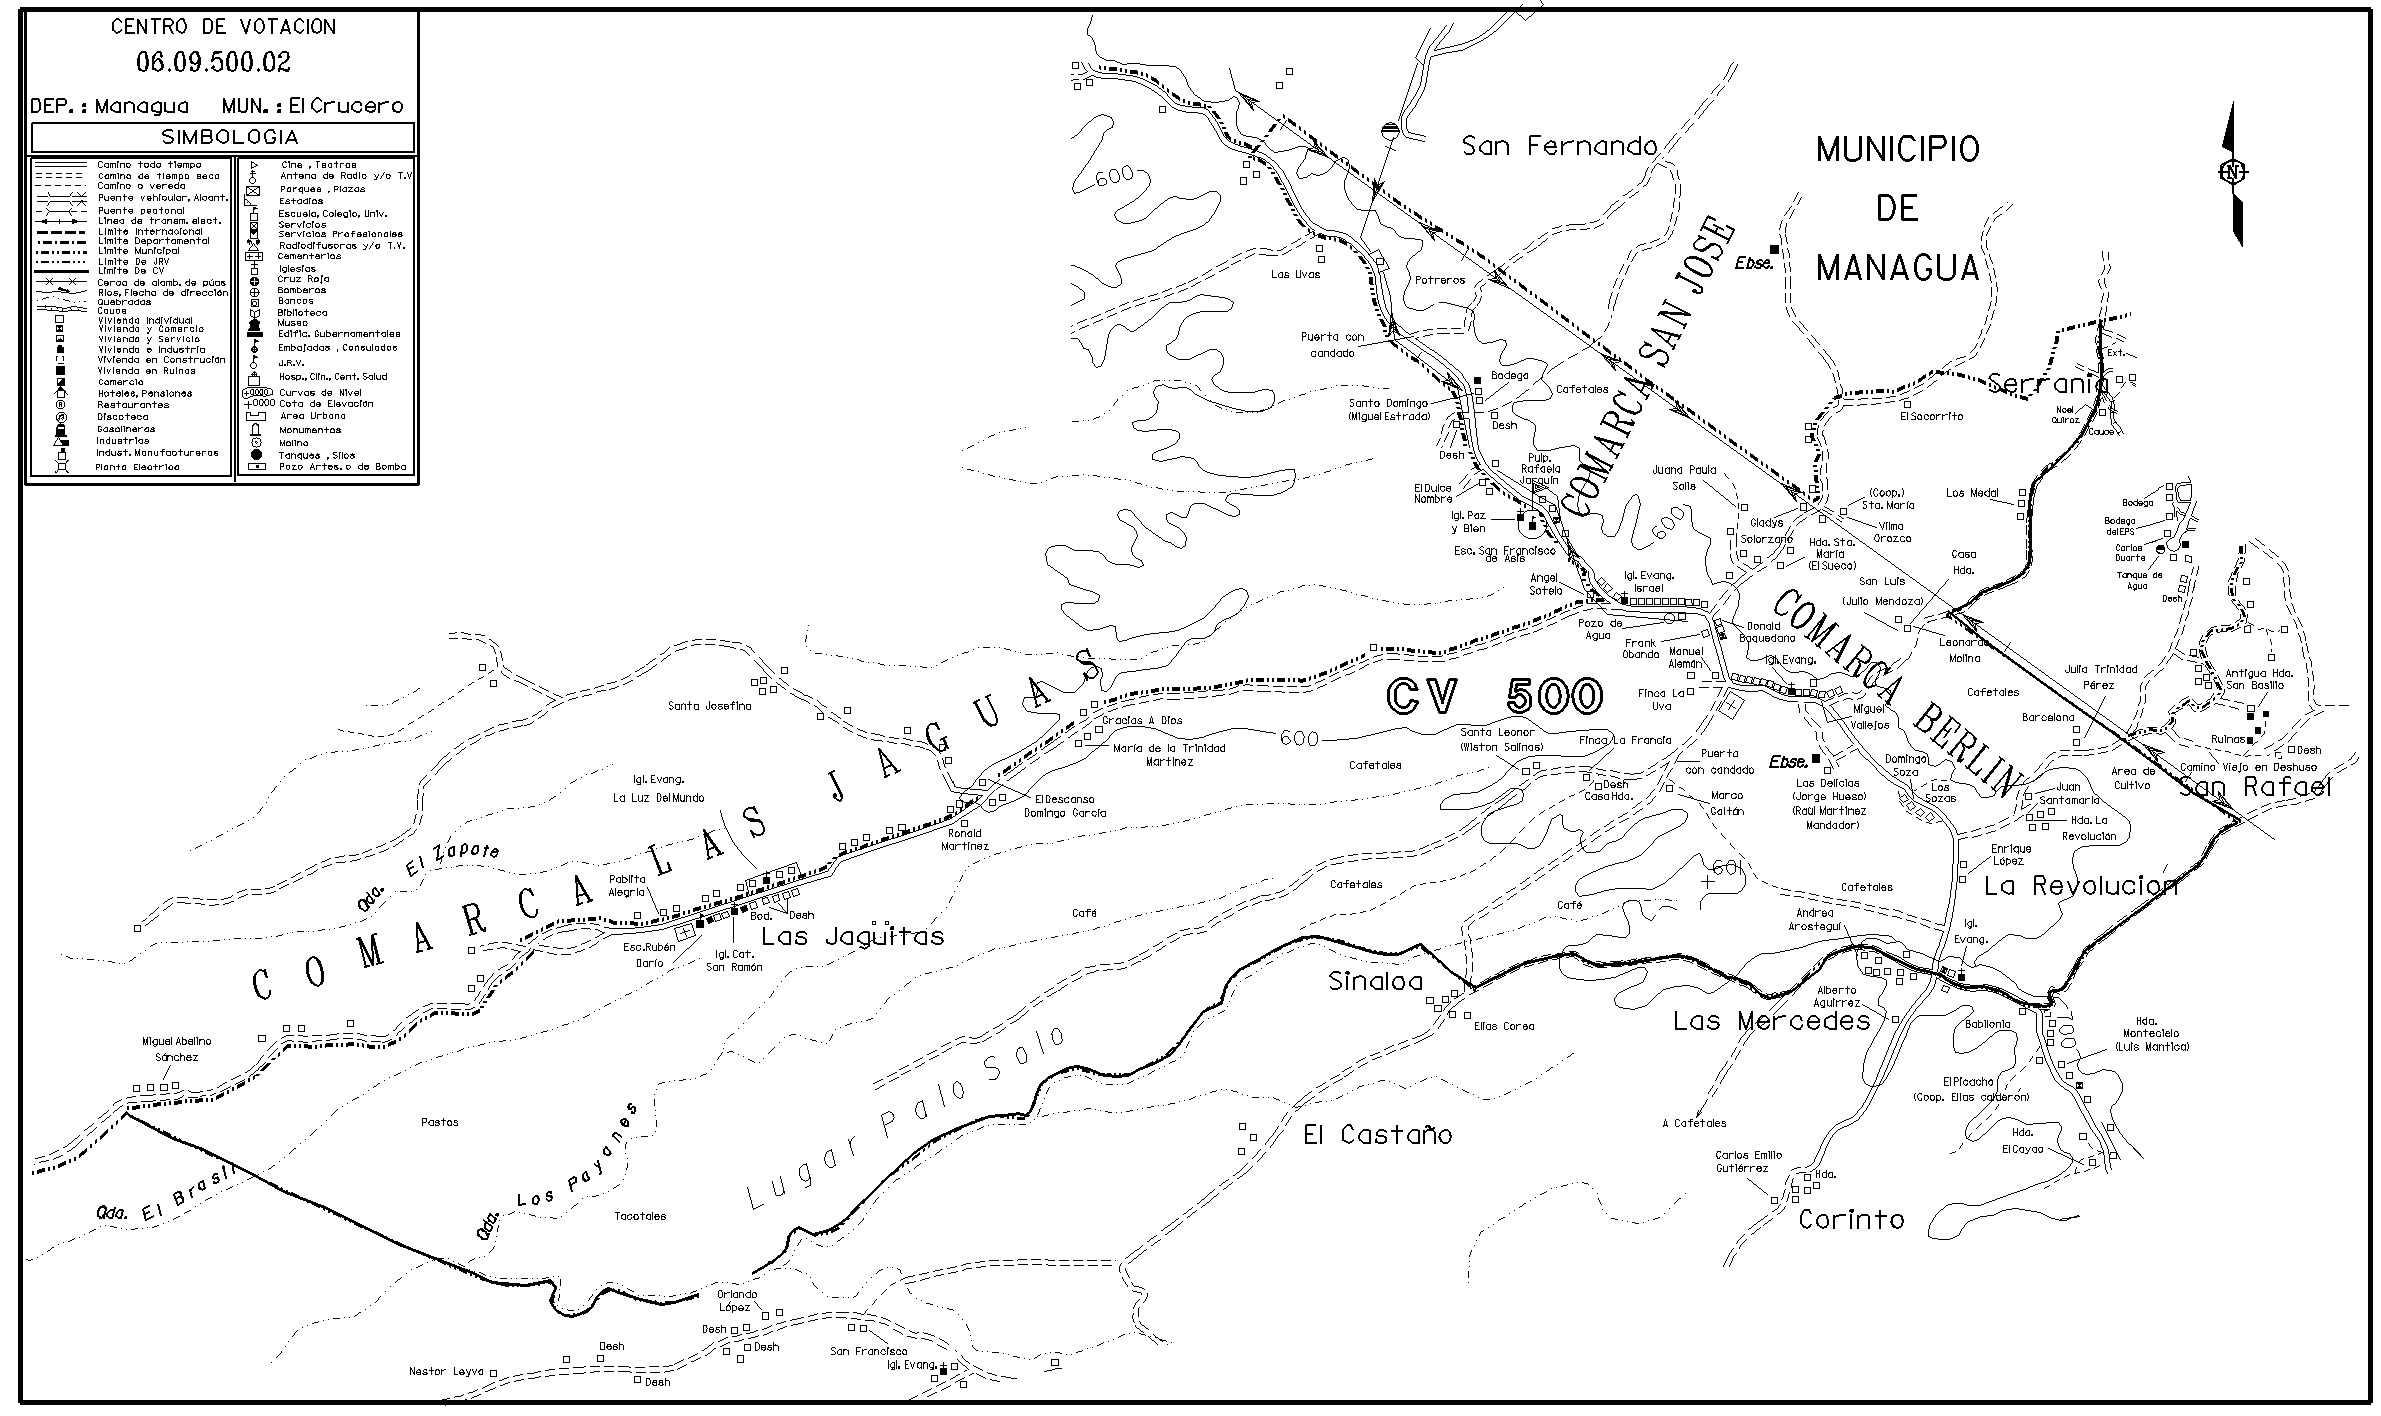 CENTRO DE VOTACION
06.09.500.02
DEP.: Managua MUN.: El Crucero
SIMBOLOGIA
Camino todo tiempo
Camino de tiempo seco
Camino o vereda
Puente vehicular, Alcant.
Puente peatonal
Linea de transm. elect.
Limite Internacional
Limite Departamental
Limite Municipal
Limite De JRV
Limite De CV
Cerca de alamb. de púas
Rios, Flecha de dirección
Quebradas
Cauce
Vivienda Individual
Vivienda y Comercio
Vivienda y Servicio
Vivienda e Industria
Vivienda en Construción
Vivienda en Ruinas
Comercio
Hoteles, Pensiones
Restaurantes
Discoteca
Gasolineras
Industrias
Indust. Manufactureras
Planta Electrica
Cine, Teatros
Antena de Radio y/o T.V
Parques, Plazas
Estadios
Escuela, Colegio, Univ.
Servicios
Servicios Profesionales
Radiodifusoras y/o T.V.
Cementerios
Iglesias
Cruz Roja
Bomberos
Bancos
Biblioteca
Museo
Edific. Gubernamentales
Embajadas, Consulados
J.R.V.
Hosp., Clin., Cent. Salud
Curvas de Nivel
Cota de Elevación
Area Urbana
Monumentos
Molino
Tanques, Silos
Pozo Artes. o de Bomba
San Fernando
MUNICIPIO
DE
MANAGUA
N
600
COMARCA SAN JOSE
Ebse.
Las Uvas
Potreros
Puerta con
candado
Bodega
Cafetales
Santo Domingo
(Miguel Estrada)
Desh
Desh
Serrania
Ext.
Noel
Quiroz
Cauce
El Socorrito
Pulp.
Rafaela
Jarquin
El Dulce
Nombre
Igl. Paz
y Bien
Esc. San Francisco
de Asis
Juana Paula
Solis
600
Gladys
Solorzano
(Coop.)
Sta. María
Vilma
Orozco
Hda. Sta.
María
(El Sueco)
Los Medal
Casa
Hda.
Bodega
Bodega
del EPS
Carlos
Duarte
Tanque de
Agua
Desh
Angel
Sotelo
Igl. Evang.
Israel
San Luis
(Julio Mendoza)
Leonardo
Molina
COMARCA BERLIN
Pozo de
Agua
Frank
Obando
Manuel
Alemán
Donald
Baquedano
Igl. Evang.
Finca La
Uva
Miguel
Vallejos
Cafetales
Julia Trinidad
Pérez
Barcelona
Antigua Hda.
San Basilio
Ruinas
Desh
Camino Viejo en Deshuso
Area de
Cultivo
San Rafael
CV 500
600
Santa Leonor
(Wiston Salinas)
Finca La Francia
Cafetales
Desh
Casa Hda.
Puerta
con candado
Marco
Gaitán
Ebse.
Las Delicias
(Jorge Hueso)
(Raúl Martínez
Mandador)
Domingo
Soza
Los
Sozas
Juan
Santamaría
Hda. La
Revolución
Enrique
López
La Revolucion
Santa Josefina
Gracias A Dios
María de la Trinidad
Martínez
COMARCA LAS JAGUAS
Igl. Evang.
La Luz Del Mundo
El Descanso
Domingo García
Ronald
Martínez
Qda. El Zapote
Pablita
Alegría
Bod.
Desh
Las Jagüitas
Esc. Rubén
Darío
Igl. Cat.
San Ramón
Café
Cafetales
Café
601
Cafetales
Andrea
Arostegui
Igl.
Evang.
Sinaloa
Elías Corea
Las Mercedes
Alberto
Aguirrez
Babilonia
Hda.
Montecielo
(Luis Mantica)
El Picacho
(Coop. Elias calderón)
Hda.
El Cayao
A Cafetales
Carlos Emilio
Gutiérrez
Hda.
Corinto
Miguel Abelino
Sánchez
Pastos
Qda. El Brasil
Qda. Los Payanes
Tacotales
Lugar Palo Solo
El Castaño
Orlando
López
Desh
Desh
Desh
Desh
Nestor Leyva
San Francisco
Igl. Evang.